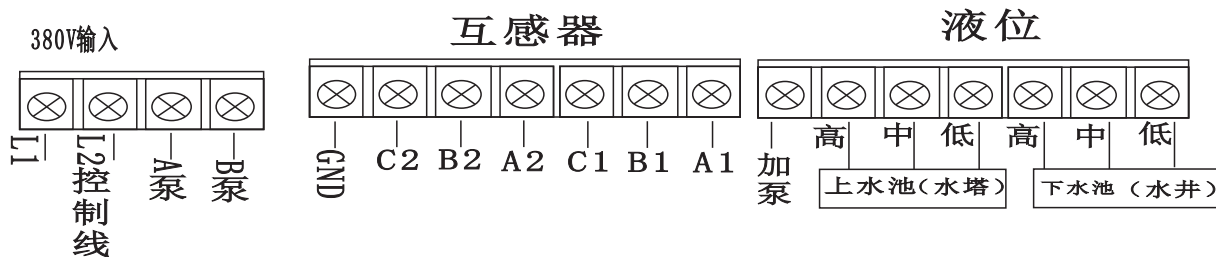 380V输入
L1
L2控制线
A泵
B泵
互感器
GND
C2
B2
A2
C1
B1
A1
液位
加泵
高
中
低
高
中
低
上水池(水塔)
下水池(水井)